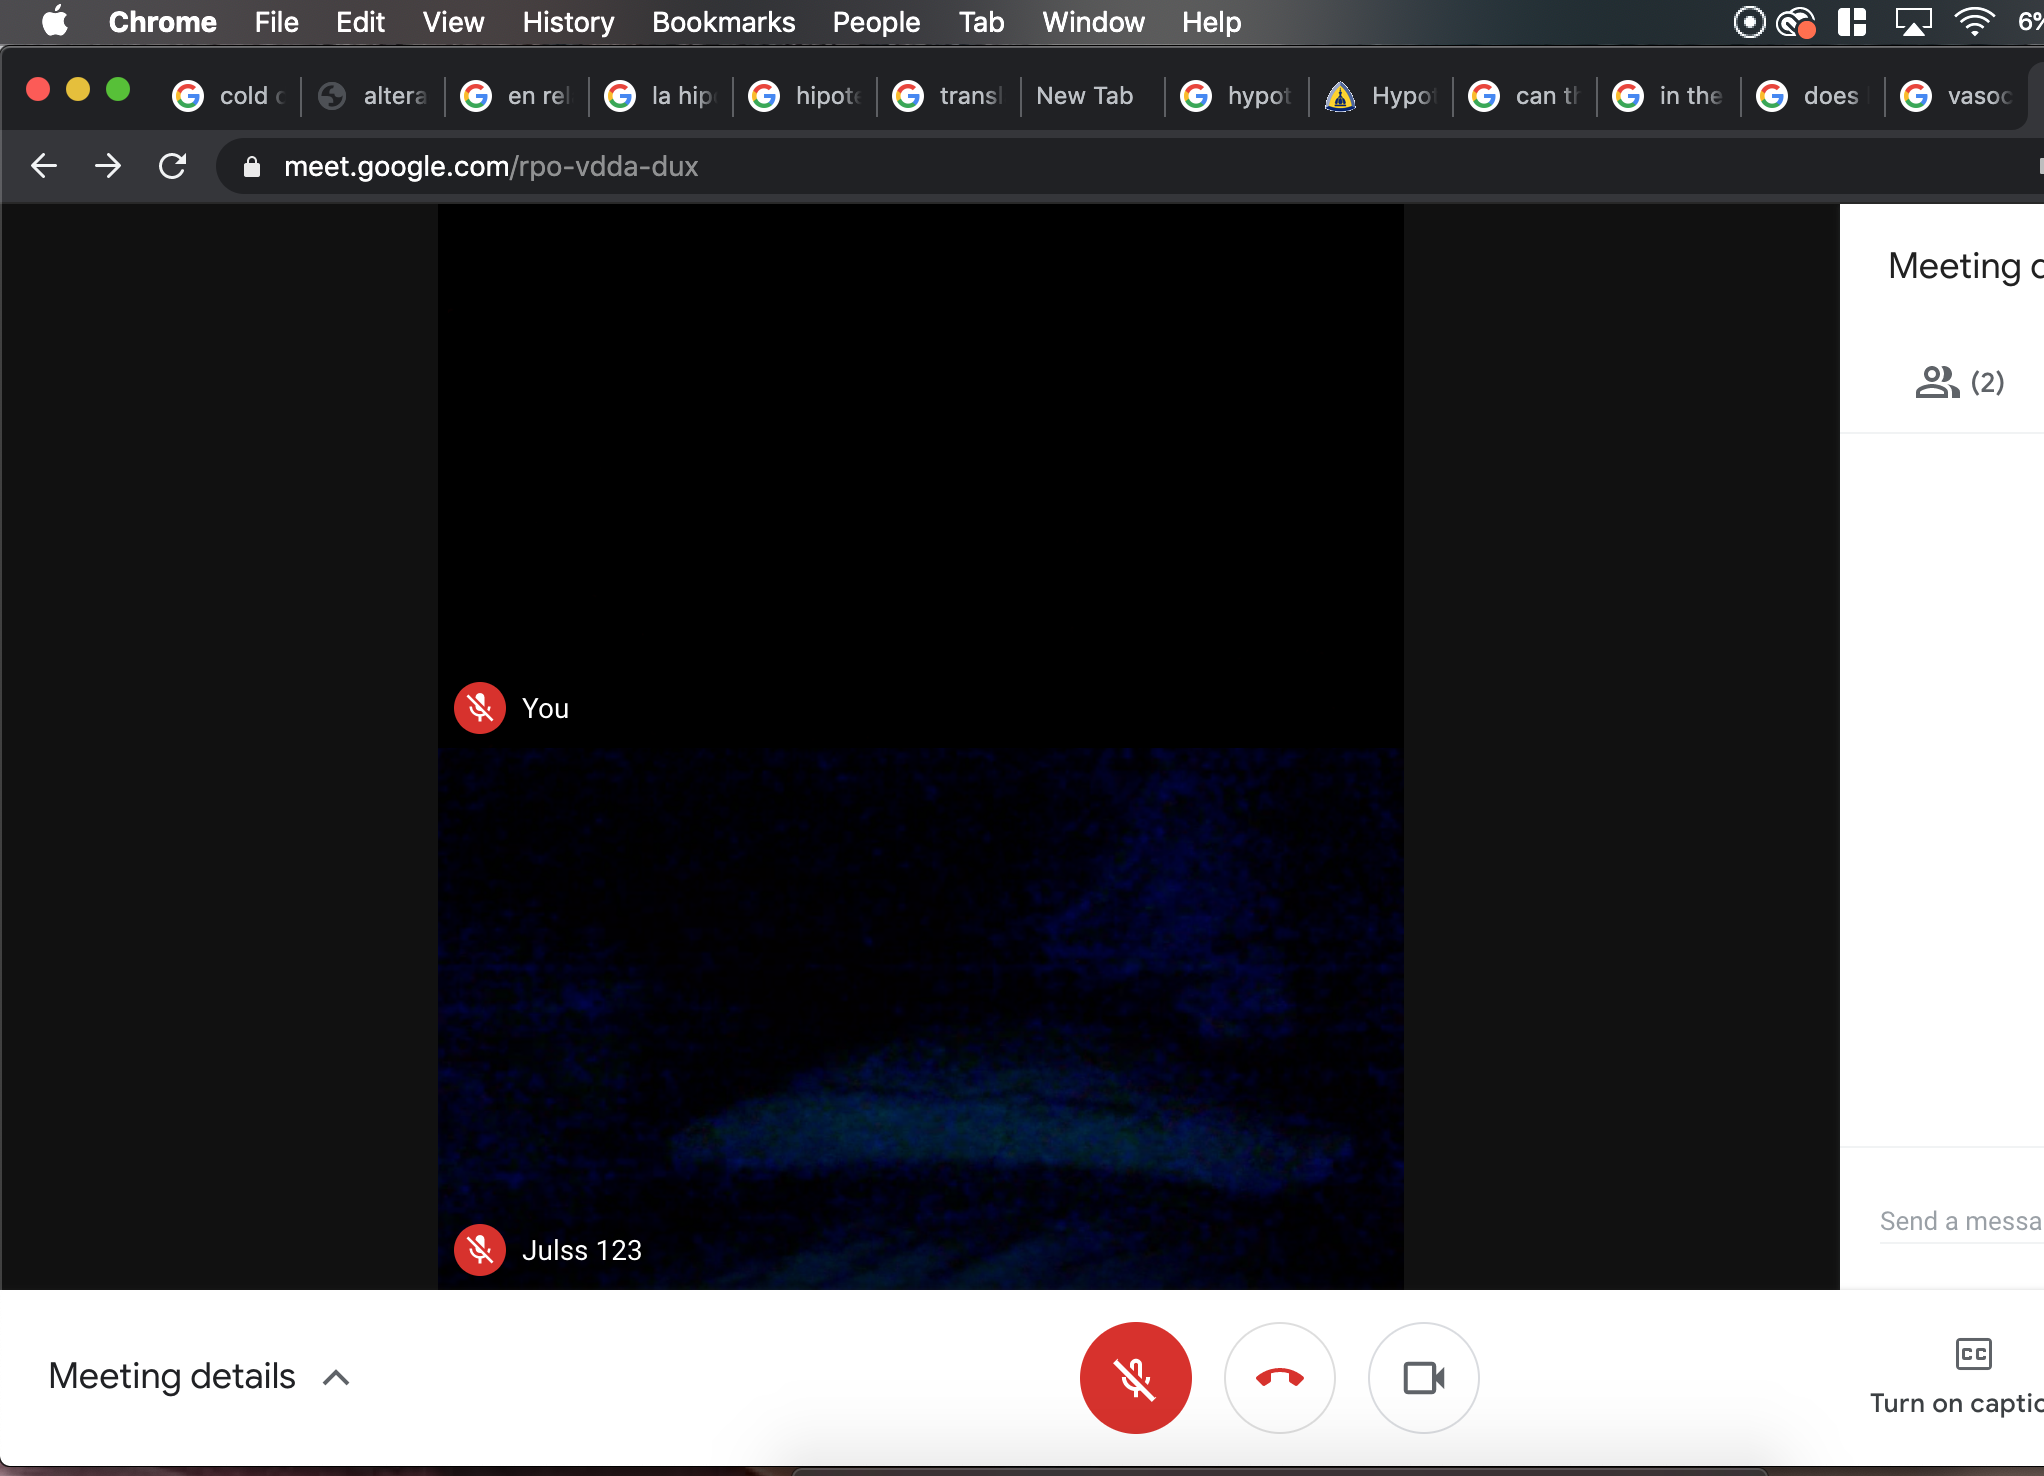 Chrome File Edit View History Bookmarks People Tab Window Help 6%
cold altera en rel la hip hipote transl New Tab hypot Hypot can th in the does vasoc
meet.google.com/rpo-vdda-dux
Meeting
(2)
You
Julss 123
Send a messa
Meeting details
CC
Turn on captio